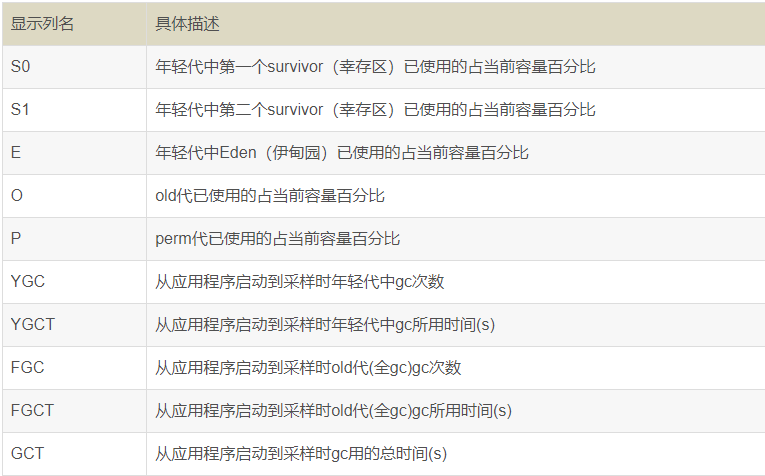 显示列名 具体描述
S0 年轻代中第一个survivor（幸存区）已使用的占当前容量百分比
S1 年轻代中第二个survivor（幸存区）已使用的占当前容量百分比
E 年轻代中Eden（伊甸园）已使用的占当前容量百分比
O old代已使用的占当前容量百分比
P perm代已使用的占当前容量百分比
YGC 从应用程序启动到采样时年轻代中gc次数
YGCT 从应用程序启动到采样时年轻代中gc所用时间(s)
FGC 从应用程序启动到采样时old代(全gc)gc次数
FGCT 从应用程序启动到采样时old代(全gc)gc所用时间(s)
GCT 从应用程序启动到采样时gc用的总时间(s)